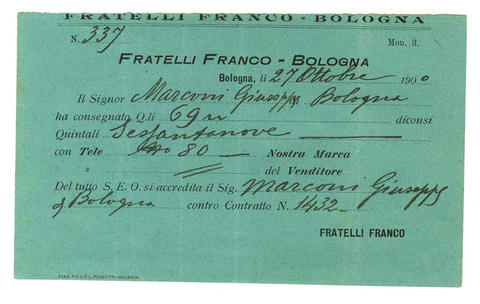 FRATELLI FRANCO - BOLOGNA
N. 337 MOD. 3.
FRATELLI FRANCO - BOLOGNA
Bologna, li 27 Ottobre 1900
Il Signor Marconi Giuseppe Bologna
ha consegnato Q.li 69 diconsi
Quintali Sessantanove
con Tele 80 — Nostra Marca
del Venditore
Del tutto S. E. O. si accredita il Sig. Marconi Giuseppe
di Bologna contro Contratto N. 1432
FRATELLI FRANCO